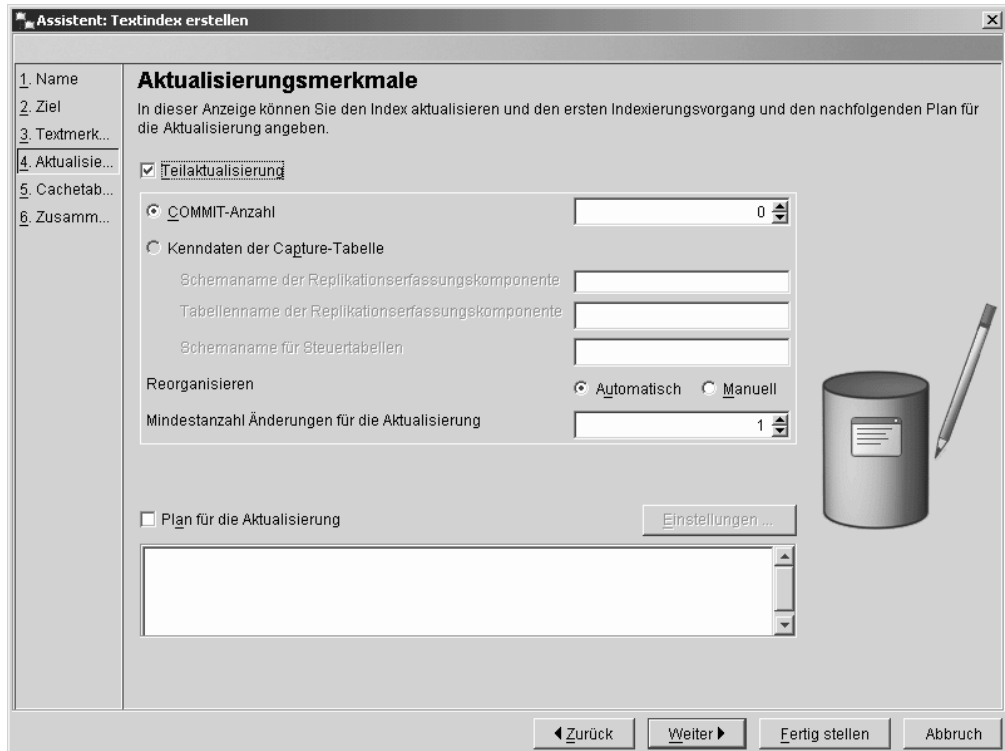 Assistent: Textindex erstellen
1. Name
2. Ziel
3. Textmerk...
4. Aktualisie...
5. Cachetab...
6. Zusamm...
Aktualisierungsmerkmale
In dieser Anzeige können Sie den Index aktualisieren und den ersten Indexierungsvorgang und den nachfolgenden Plan für
die Aktualisierung angeben.
Teilaktualisierung
COMMIT-Anzahl 0
Kenndaten der Capture-Tabelle
Schemaname der Replikationserfassungskomponente
Tabellenname der Replikationserfassungskomponente
Schemaname für Steuertabellen
Reorganisieren Automatisch Manuell
Mindestanzahl Änderungen für die Aktualisierung 1
Plan für die Aktualisierung Einstellungen ...
Zurück Weiter Fertig stellen Abbruch